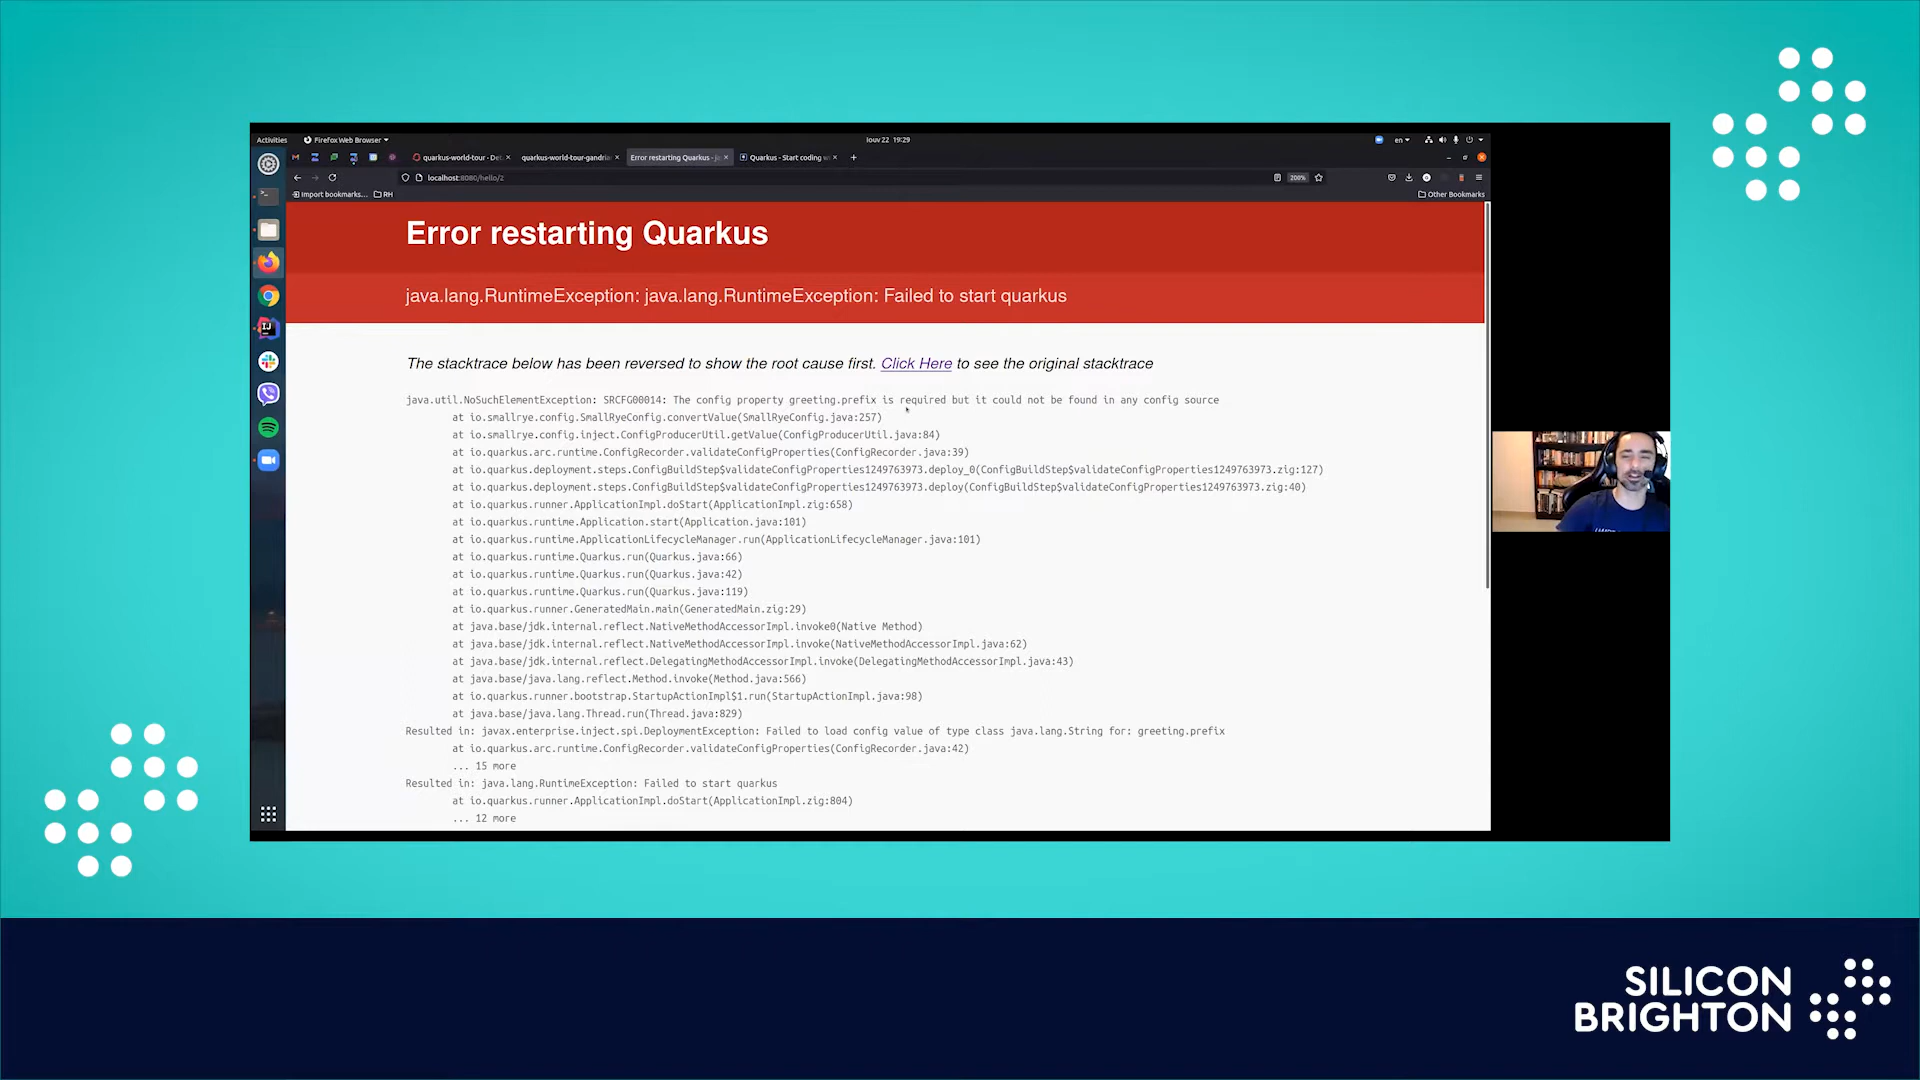 Activities
Firefox Web Browser
Ιουν 22 19:29
en
quarkus-world-tour - De
quarkus-world-tour-gandria
Error restarting Quarkus - j
Quarkus - Start coding w
localhost:8080/hello/2
200%
Import bookmarks...
RH
Other Bookmarks
Error restarting Quarkus
java.lang.RuntimeException: java.lang.RuntimeException: Failed to start quarkus
The stacktrace below has been reversed to show the root cause first. Click Here to see the original stacktrace
java.util.NoSuchElementException: SRCFG00014: The config property greeting.prefix is required but it could not be found in any config source
at io.smallrye.config.SmallRyeConfig.convertValue(SmallRyeConfig.java:257)
at io.smallrye.config.inject.ConfigProducerUtil.getValue(ConfigProducerUtil.java:84)
at io.quarkus.arc.runtime.ConfigRecorder.validateConfigProperties(ConfigRecorder.java:39)
at io.quarkus.deployment.steps.ConfigBuildStep$validateConfigProperties1249763973.deploy_0(ConfigBuildStep$validateConfigProperties1249763973.zig:127)
at io.quarkus.deployment.steps.ConfigBuildStep$validateConfigProperties1249763973.deploy(ConfigBuildStep$validateConfigProperties1249763973.zig:40)
at io.quarkus.runner.ApplicationImpl.doStart(ApplicationImpl.zig:658)
at io.quarkus.runtime.Application.start(Application.java:101)
at io.quarkus.runtime.ApplicationLifecycleManager.run(ApplicationLifecycleManager.java:101)
at io.quarkus.runtime.Quarkus.run(Quarkus.java:66)
at io.quarkus.runtime.Quarkus.run(Quarkus.java:42)
at io.quarkus.runtime.Quarkus.run(Quarkus.java:119)
at io.quarkus.runner.GeneratedMain.main(GeneratedMain.zig:29)
at java.base/jdk.internal.reflect.NativeMethodAccessorImpl.invoke0(Native Method)
at java.base/jdk.internal.reflect.NativeMethodAccessorImpl.invoke(NativeMethodAccessorImpl.java:62)
at java.base/jdk.internal.reflect.DelegatingMethodAccessorImpl.invoke(DelegatingMethodAccessorImpl.java:43)
at java.base/java.lang.reflect.Method.invoke(Method.java:566)
at io.quarkus.runner.bootstrap.StartupActionImpl$1.run(StartupActionImpl.java:98)
at java.base/java.lang.Thread.run(Thread.java:829)
Resulted in: javax.enterprise.inject.spi.DeploymentException: Failed to load config value of type class java.lang.String for: greeting.prefix
at io.quarkus.arc.runtime.ConfigRecorder.validateConfigProperties(ConfigRecorder.java:42)
... 15 more
Resulted in: java.lang.RuntimeException: Failed to start quarkus
at io.quarkus.runner.ApplicationImpl.doStart(ApplicationImpl.zig:804)
... 12 more
SILICON
BRIGHTON